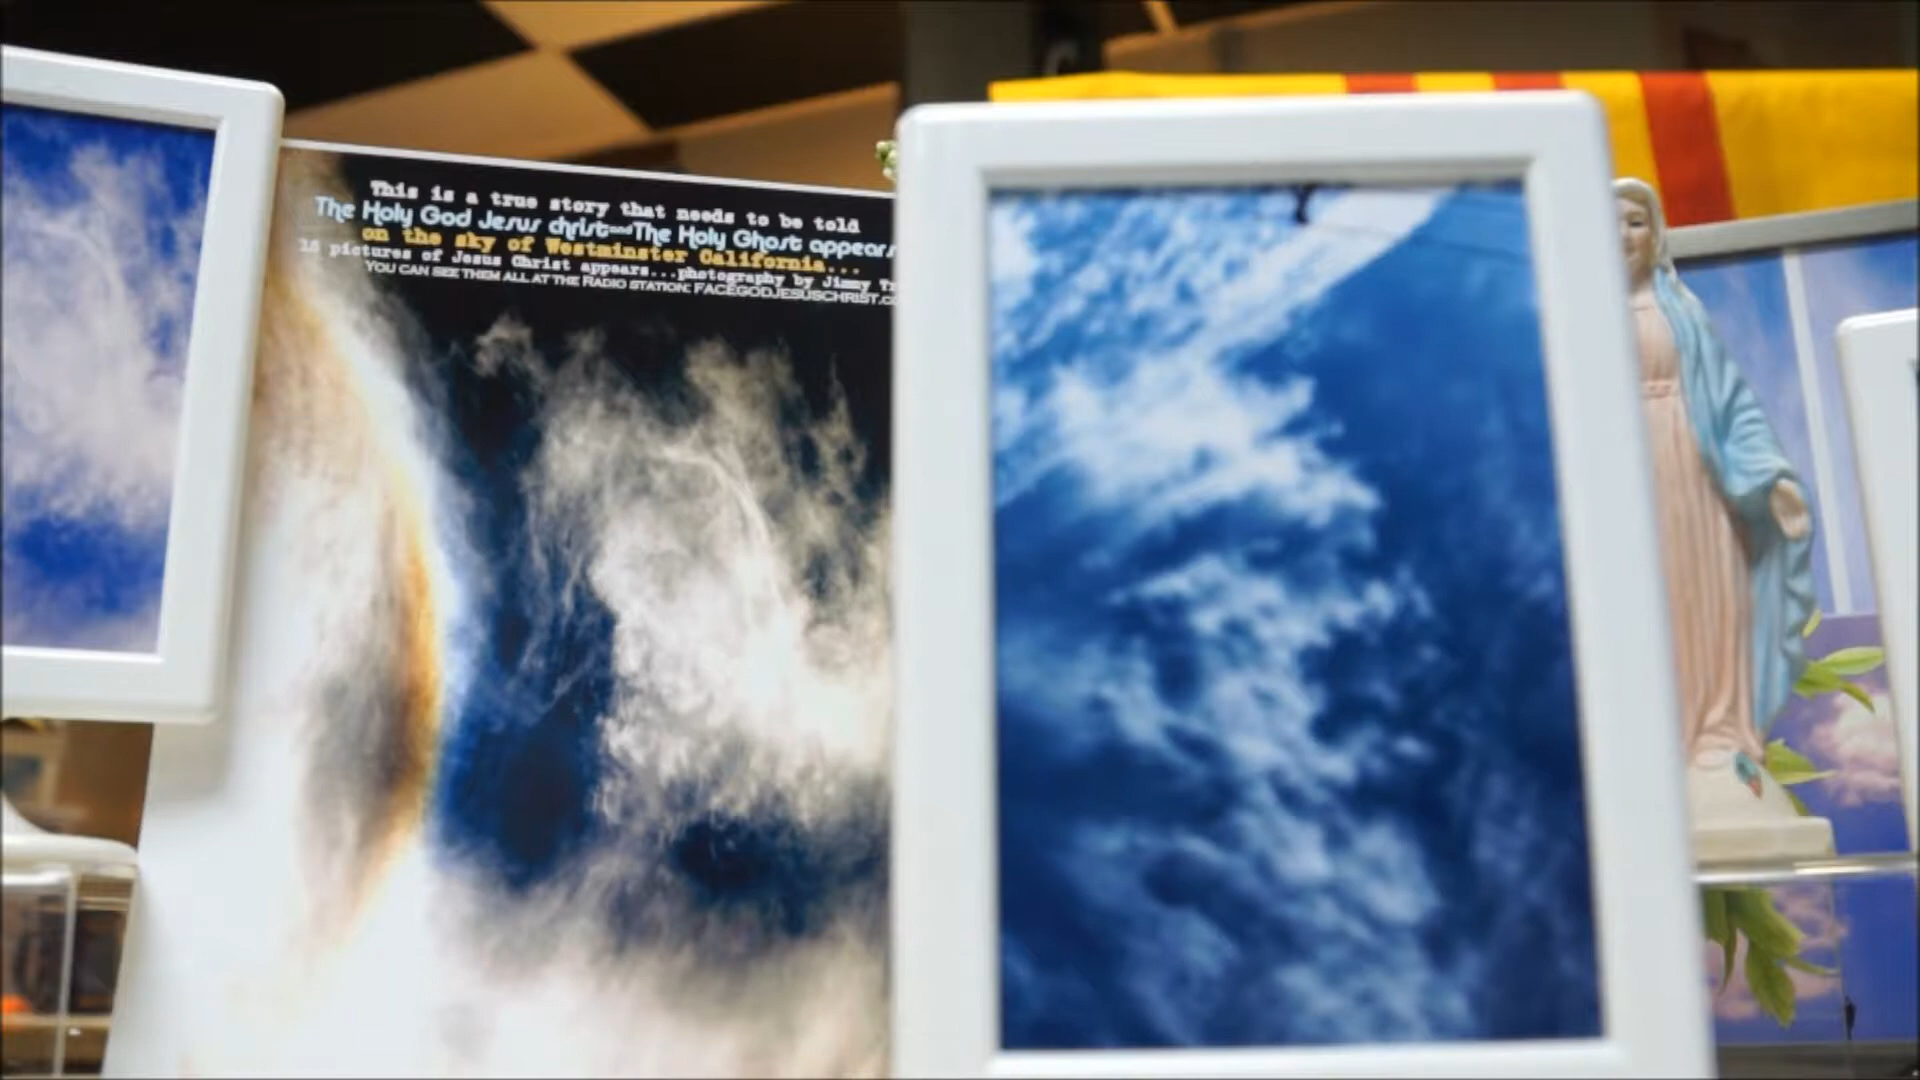 This is a true story that needs to be told
The Holy God Jesus christ and The Holy Ghost appears
on the sky of Westminster California...
pictures of Jesus Christ appears...photography by Jimmy
YOU CAN SEE THEM ALL AT THE RADIO STATION: FACEGODJESUSCHRIST.